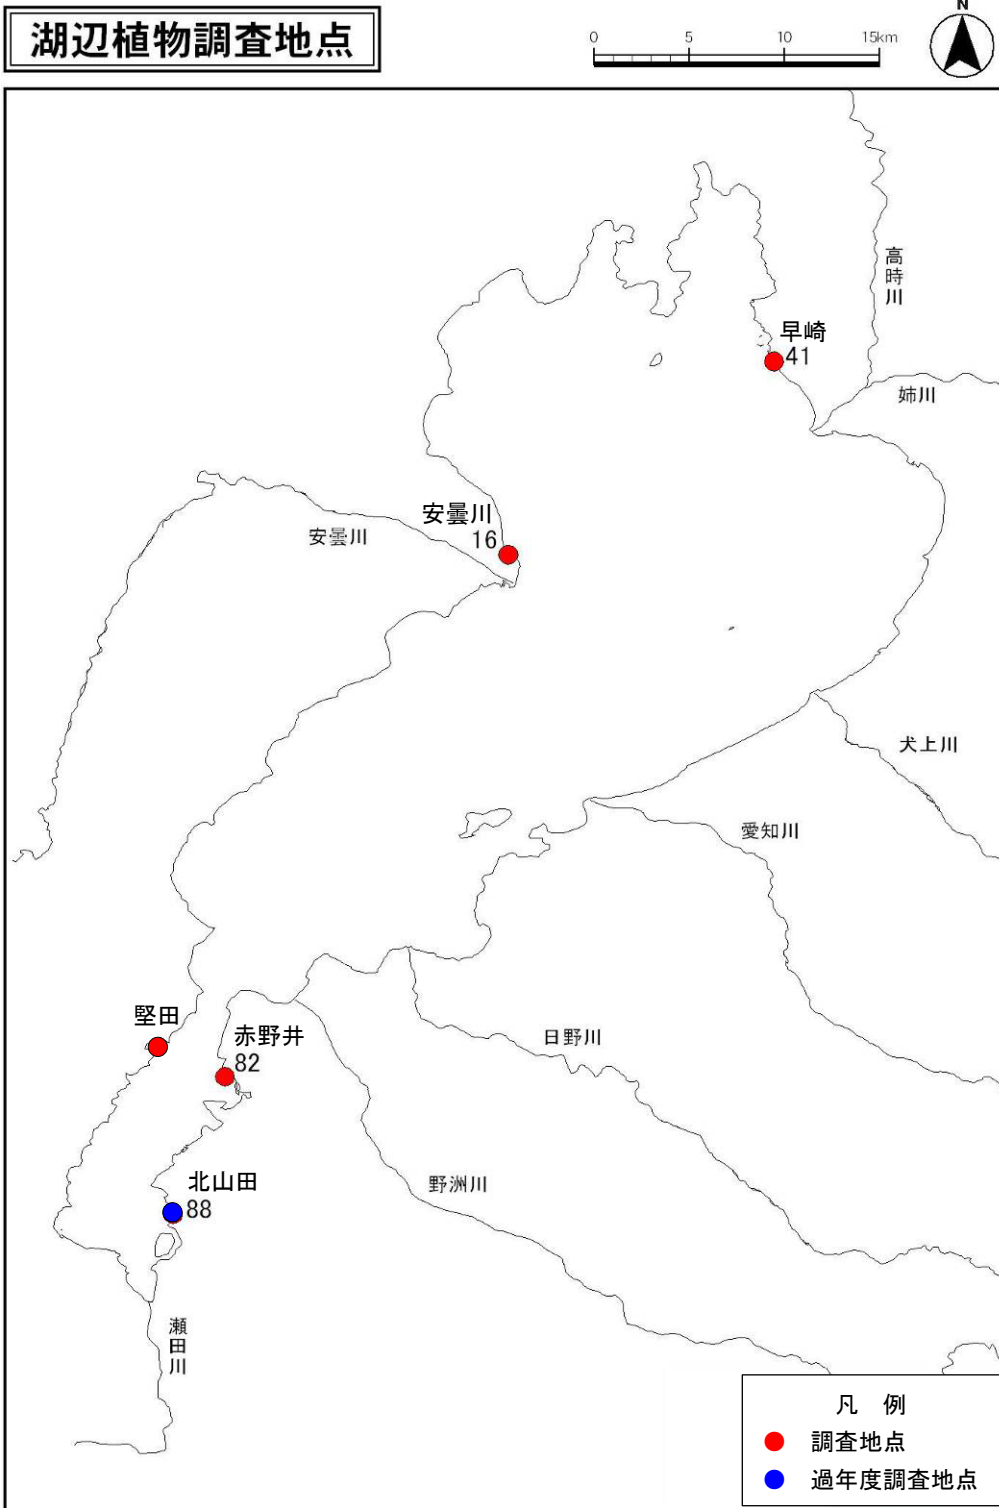 湖辺植物調査地点
0 5 10 15km
N
高時川
早崎
41
姉川
安曇川
16
安曇川
犬上川
愛知川
堅田
赤野井
82
日野川
北山田
88
野洲川
瀬田川
凡 例
調査地点
過年度調査地点